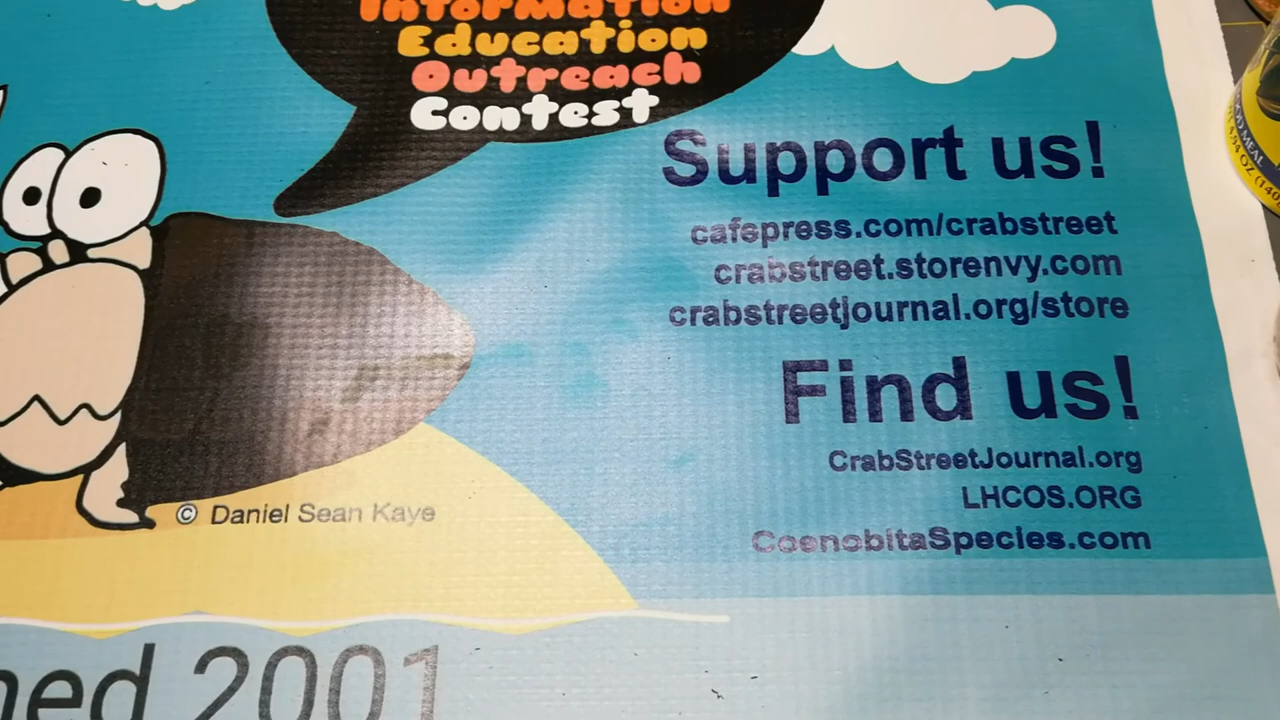 Information
Education
Outreach
Contest
Support us!
cafepress.com/crabstreet
crabstreet.storenvy.com
crabstreetjournal.org/store
Find us!
CrabStreetJournal.org
LHCOS.ORG
CoenobitaSpecies.com
© Daniel Sean Kaye
2001